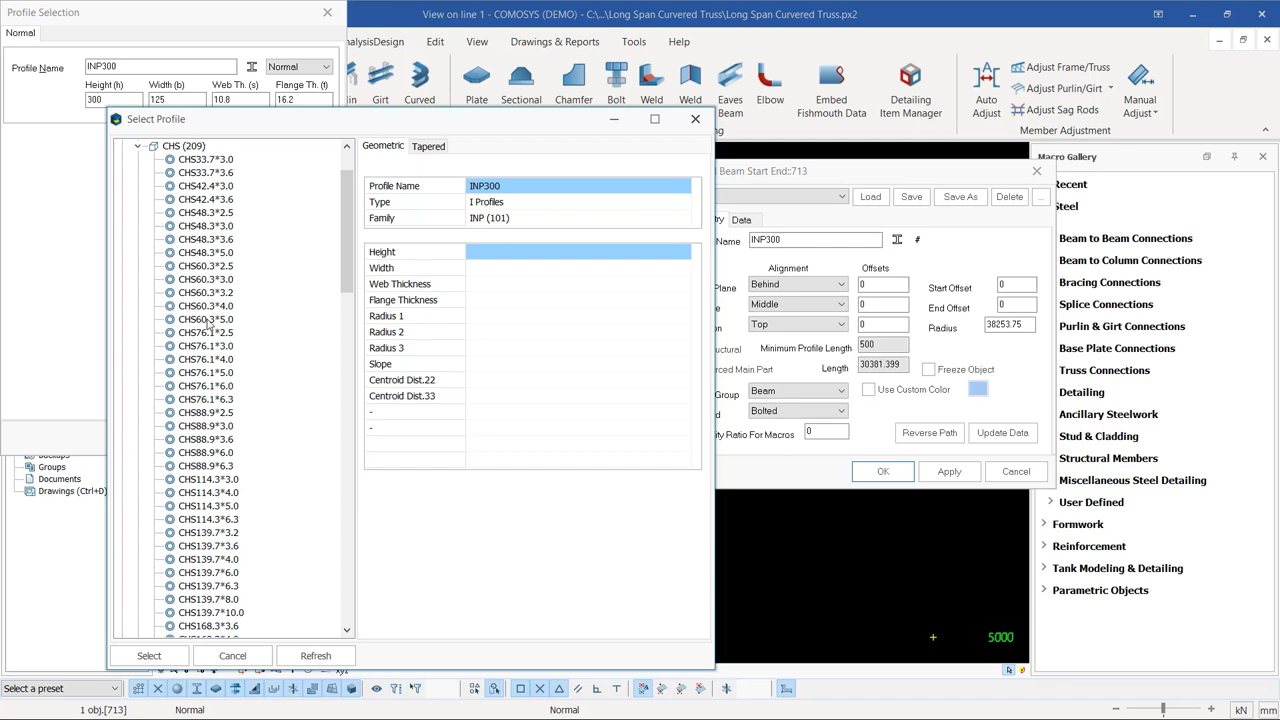 Profile Selection
View on line 1 - COMOSYS (DEMO) - C:\...\Long Span Curvered Truss\Long Span Curvered Truss.px2
Normal
nalysisDesign Edit View Drawings & Reports Tools Help
Profile Name INP300 Normal
Height (h) Width (b) Web Th. (s) Flange Th. (t)
300 125 10.8 16.2
Girt Curved Plate Sectional Chamfer Bolt Weld Weld Eaves Beam Elbow Embed Fishmouth Data Detailing Item Manager Auto Adjust Adjust Frame/Truss Adjust Purlin/Girt Adjust Sag Rods Manual Adjust
Member Adjustment
Select Profile
CHS (209)
CHS33.7*3.0
CHS33.7*3.6
CHS42.4*3.0
CHS42.4*3.6
CHS48.3*2.5
CHS48.3*3.0
CHS48.3*3.6
CHS48.3*5.0
CHS60.3*2.5
CHS60.3*3.0
CHS60.3*3.2
CHS60.3*4.0
CHS60.3*5.0
CHS76.1*2.5
CHS76.1*3.0
CHS76.1*4.0
CHS76.1*5.0
CHS76.1*6.0
CHS76.1*6.3
CHS88.9*2.5
CHS88.9*3.0
CHS88.9*3.6
CHS88.9*6.0
CHS88.9*6.3
CHS114.3*3.0
CHS114.3*4.0
CHS114.3*5.0
CHS114.3*6.3
CHS139.7*3.2
CHS139.7*3.6
CHS139.7*4.0
CHS139.7*6.0
CHS139.7*6.3
CHS139.7*8.0
CHS139.7*10.0
CHS168.3*3.6
Geometric Tapered
Profile Name INP300
Type I Profiles
Family INP (101)
Height
Width
Web Thickness
Flange Thickness
Radius 1
Radius 2
Radius 3
Slope
Centroid Dist.22
Centroid Dist.33
-
-
Select Cancel Refresh
Beam Start End::713
Load Save Save As Delete ...
Data
Name INP300 #
Alignment Offsets
Plane Behind 0 Start Offset 0
Middle 0 End Offset 0
on Top 0 Radius 38253.75
uctural Minimum Profile Length 500
rced Main Part Length 30381.399 Freeze Object
Group Beam Use Custom Color
d Bolted
ity Ratio For Macros 0 Reverse Path Update Data
OK Apply Cancel
Macro Gallery
Recent
Steel
Beam to Beam Connections
Beam to Column Connections
Bracing Connections
Splice Connections
Purlin & Girt Connections
Base Plate Connections
Truss Connections
Detailing
Ancillary Steelwork
Stud & Cladding
Structural Members
Miscellaneous Steel Detailing
User Defined
Formwork
Reinforcement
Tank Modeling & Detailing
Parametric Objects
Groups
Documents
Drawings (Ctrl+D)
5000
Select a preset
1 obj.[713] Normal Normal kN mm